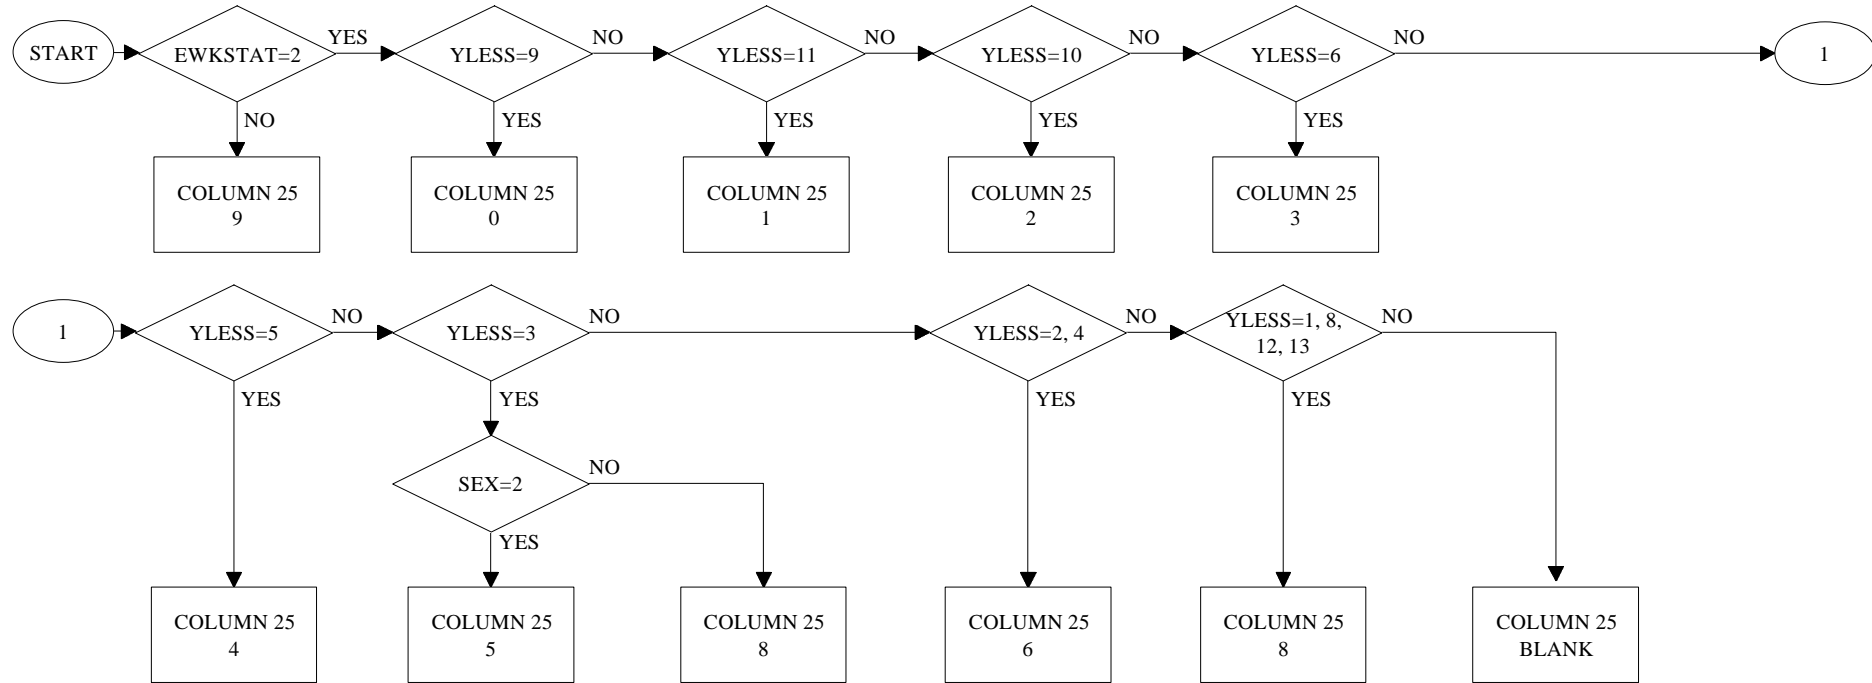 START
EWKSTAT=2
YES
YLESS=9
NO
YLESS=11
NO
YLESS=10
NO
YLESS=6
NO
1
NO
YES
YES
YES
YES
COLUMN 25
9
COLUMN 25
0
COLUMN 25
1
COLUMN 25
2
COLUMN 25
3
1
YLESS=5
NO
YLESS=3
NO
YLESS=2, 4
NO
YLESS=1, 8,
12, 13
NO
YES
YES
YES
YES
SEX=2
NO
YES
COLUMN 25
4
COLUMN 25
5
COLUMN 25
8
COLUMN 25
6
COLUMN 25
8
COLUMN 25
BLANK